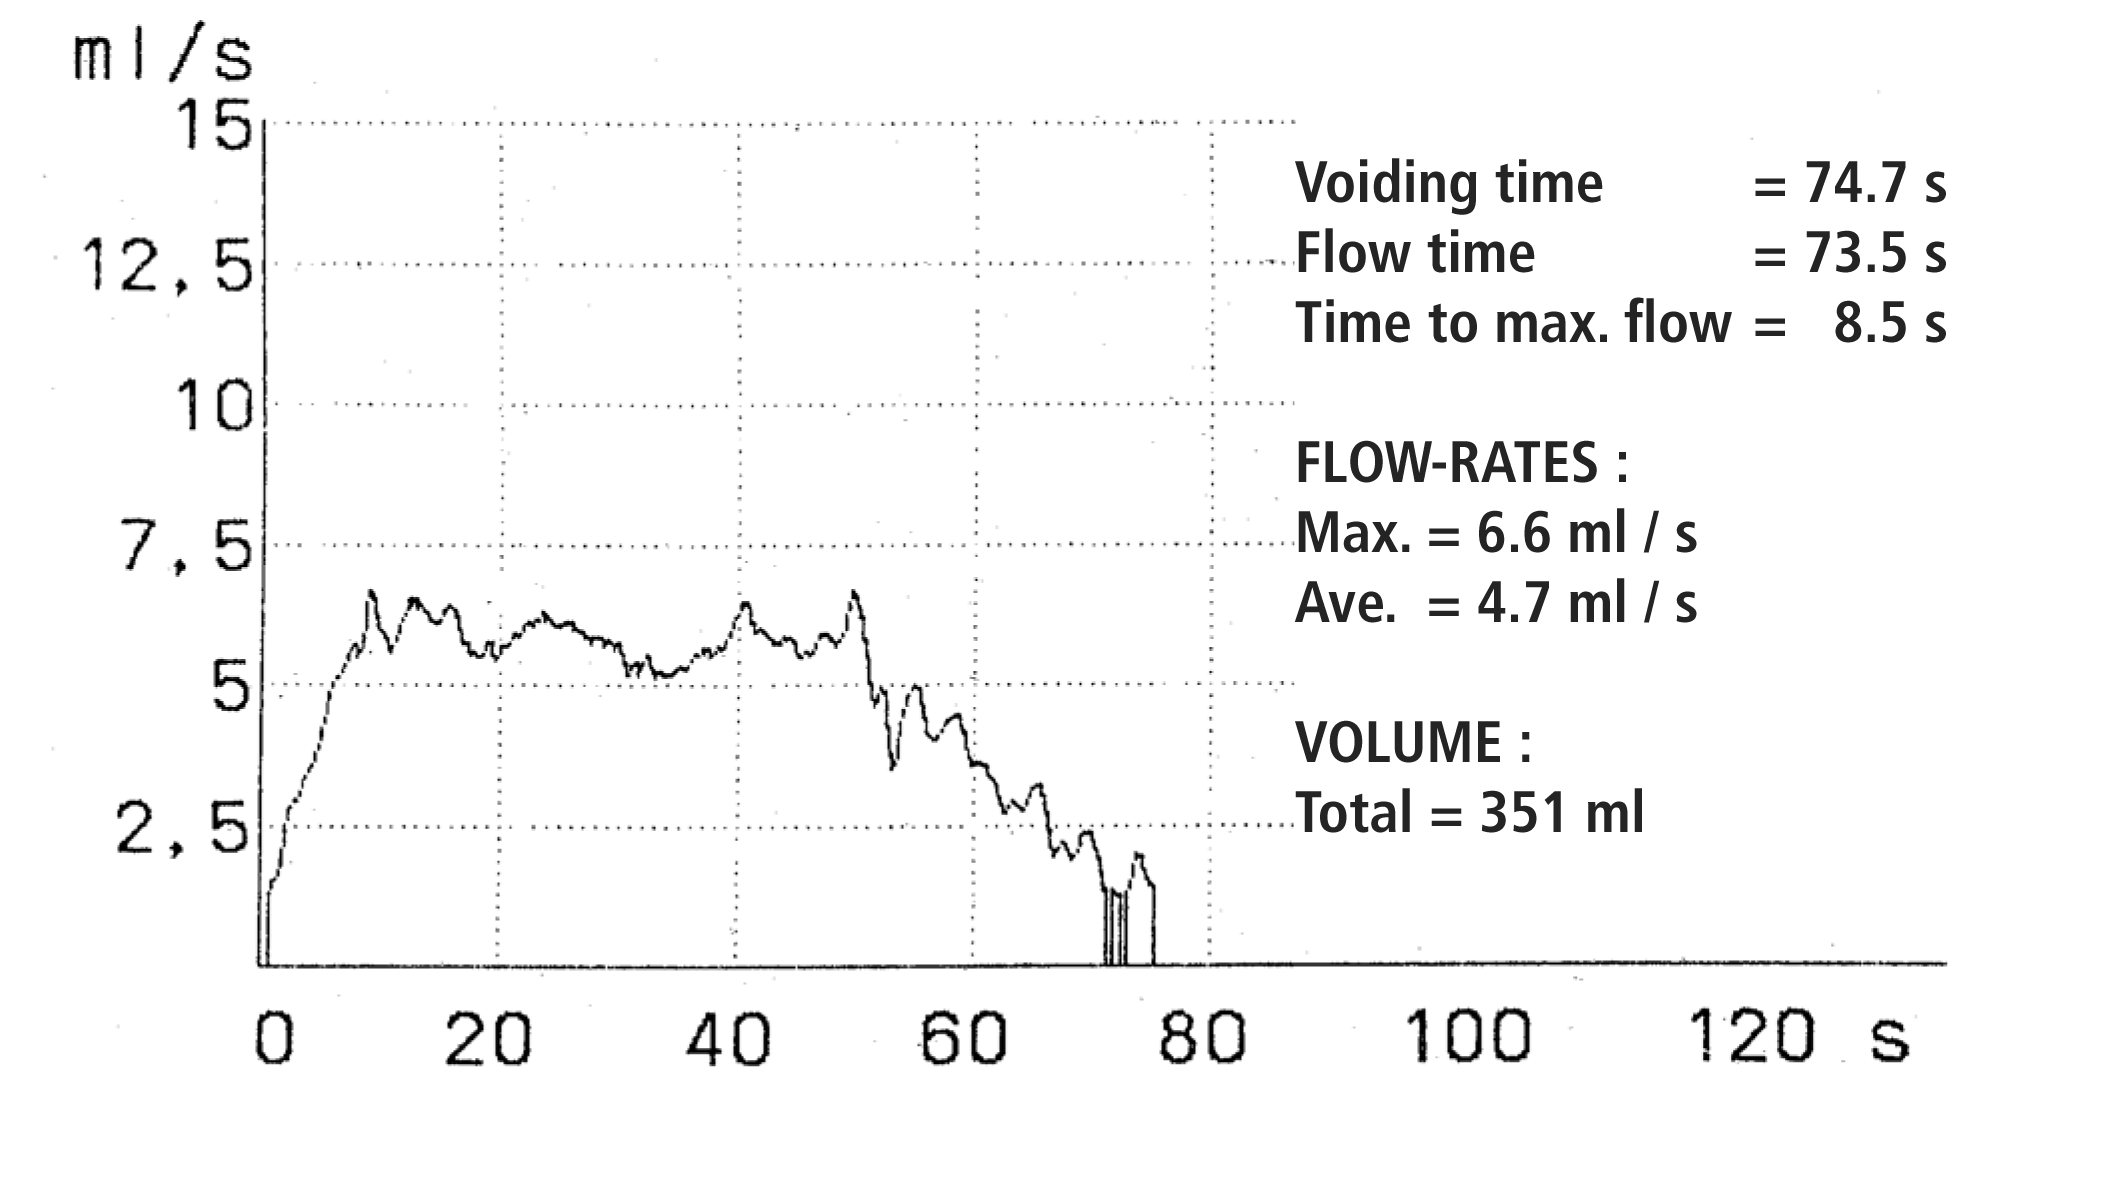 ml/s
15
12,5
10
7,5
5
2,5
0 20 40 60 80 100 120 s
Voiding time = 74.7 s
Flow time = 73.5 s
Time to max. flow = 8.5 s
FLOW-RATES :
Max. = 6.6 ml / s
Ave. = 4.7 ml / s
VOLUME :
Total = 351 ml